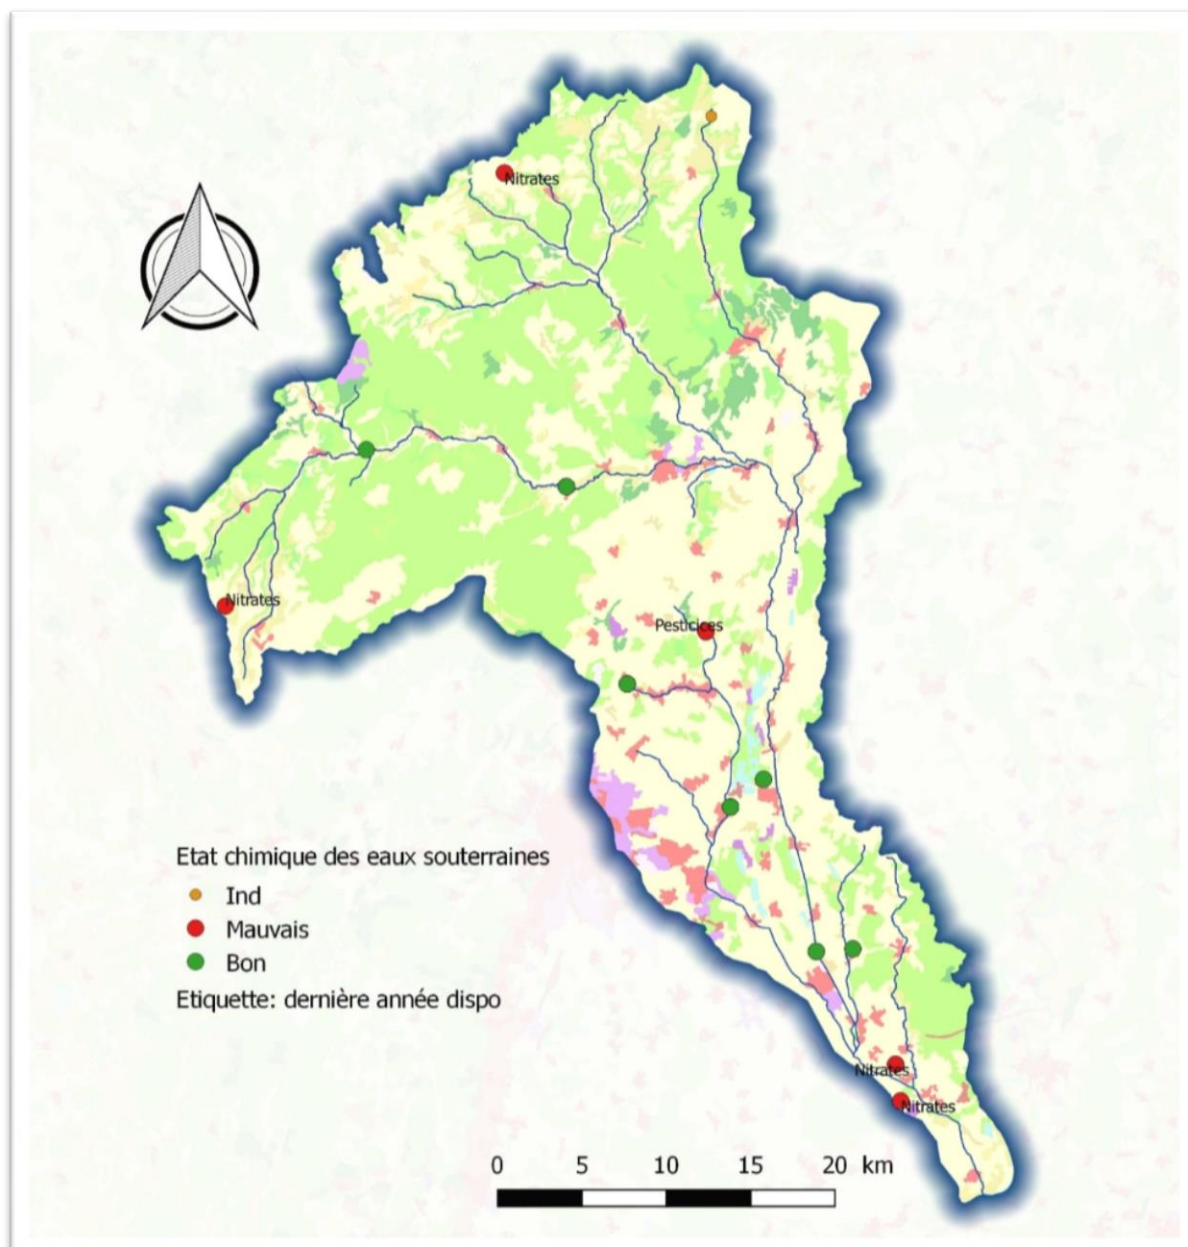 Nitrates
Nitrates
Pesticices
Etat chimique des eaux souterraines
Ind
Mauvais
Bon
Etiquette: dernière année dispo
Nitrates
Nitrates
0 5 10 15 20 km